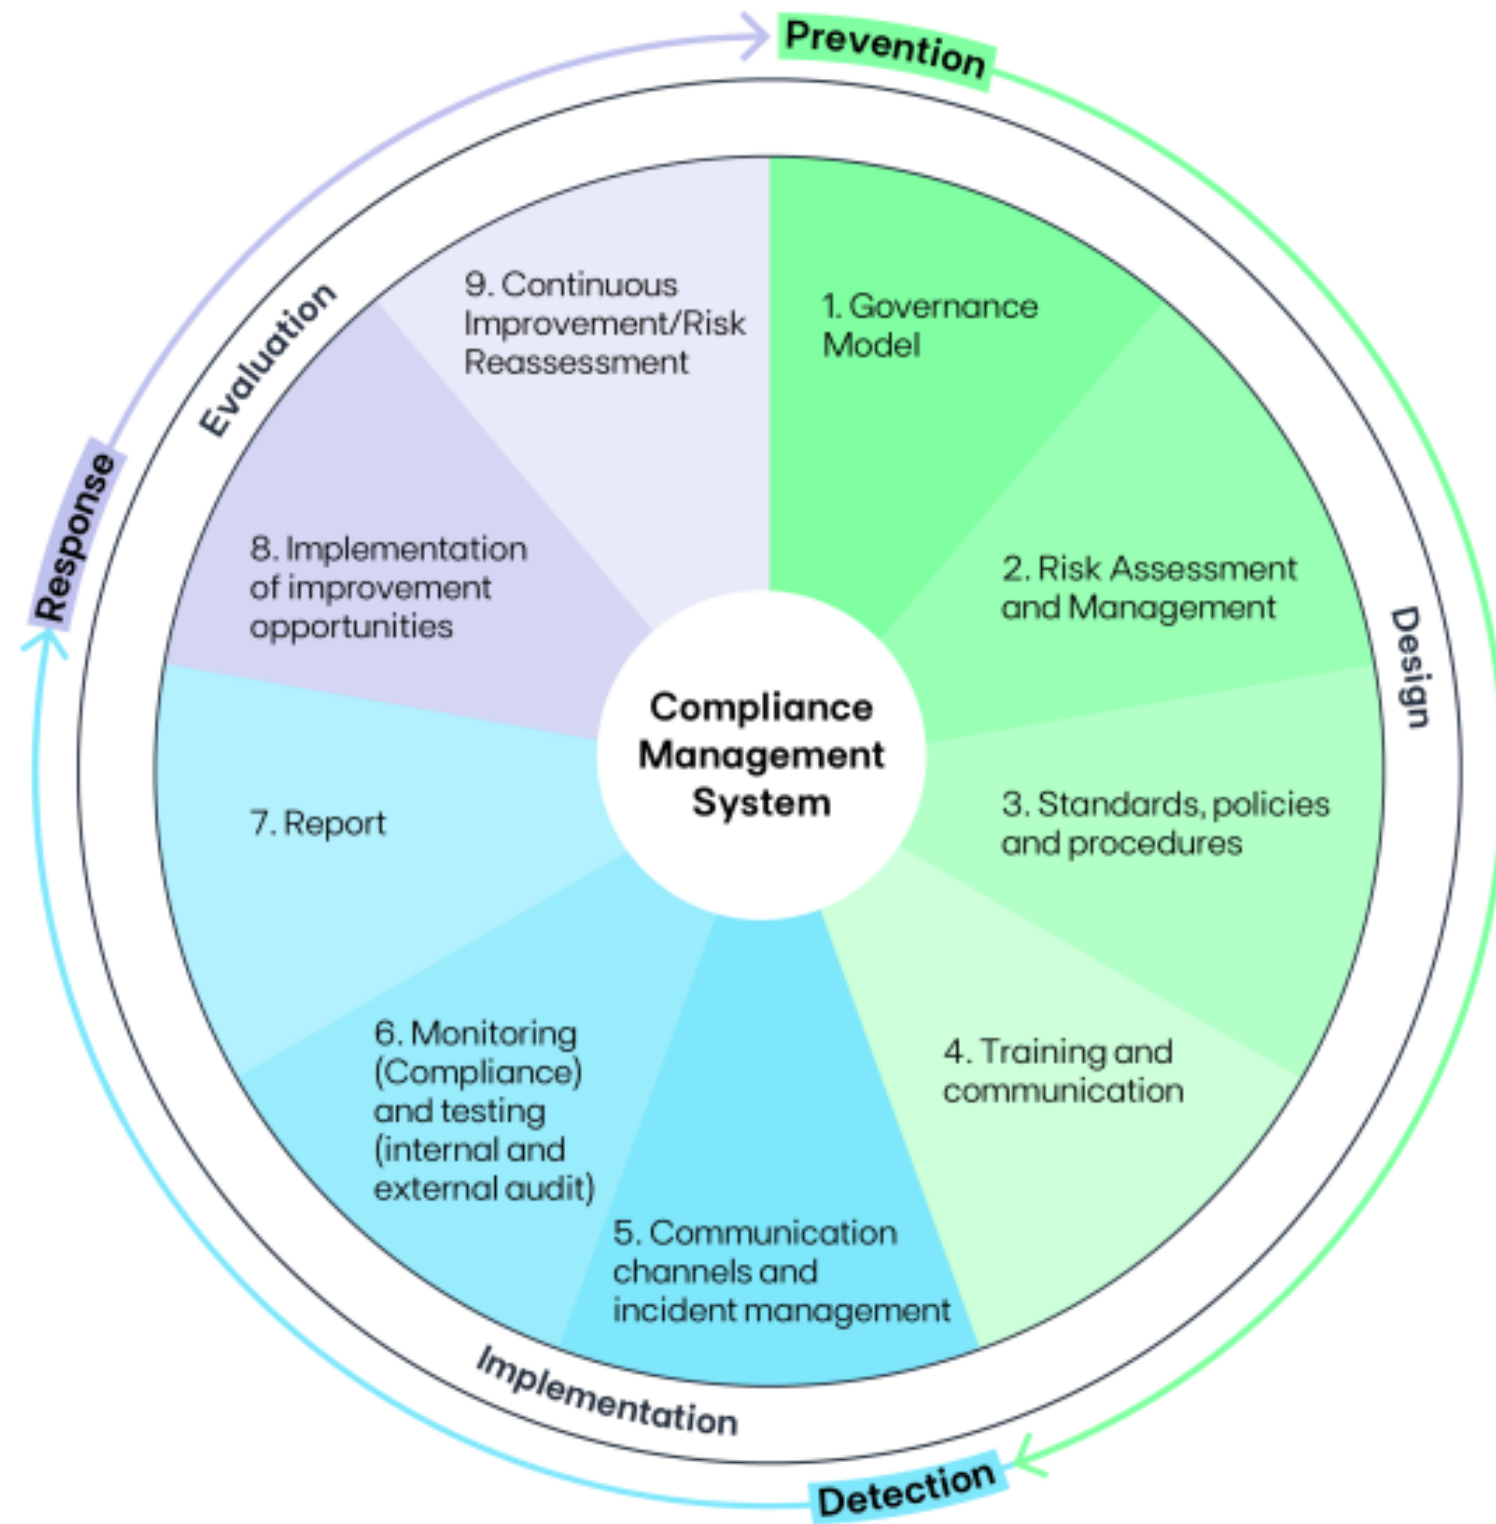 Prevention
Design
Detection
Implementation
Response
Evaluation
Compliance
Management
System
1. Governance
Model
2. Risk Assessment
and Management
3. Standards, policies
and procedures
4. Training and
communication
5. Communication
channels and
incident management
6. Monitoring
(Compliance)
and testing
(internal and
external audit)
7. Report
8. Implementation
of improvement
opportunities
9. Continuous
Improvement/Risk
Reassessment